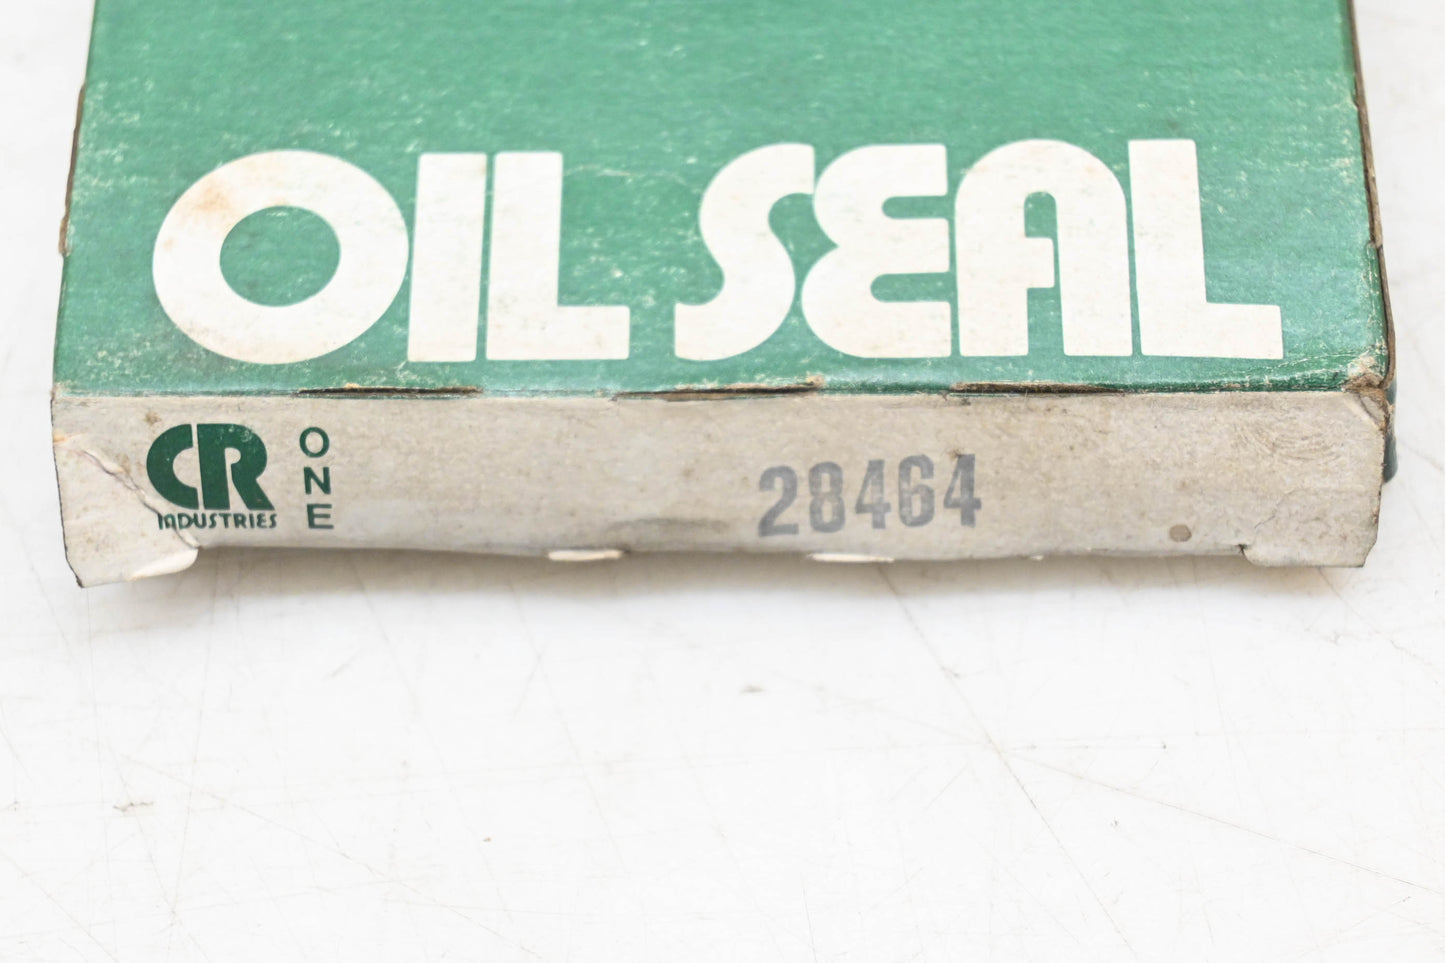 OIL SEAL
CR
INDUSTRIES
ONE
28464